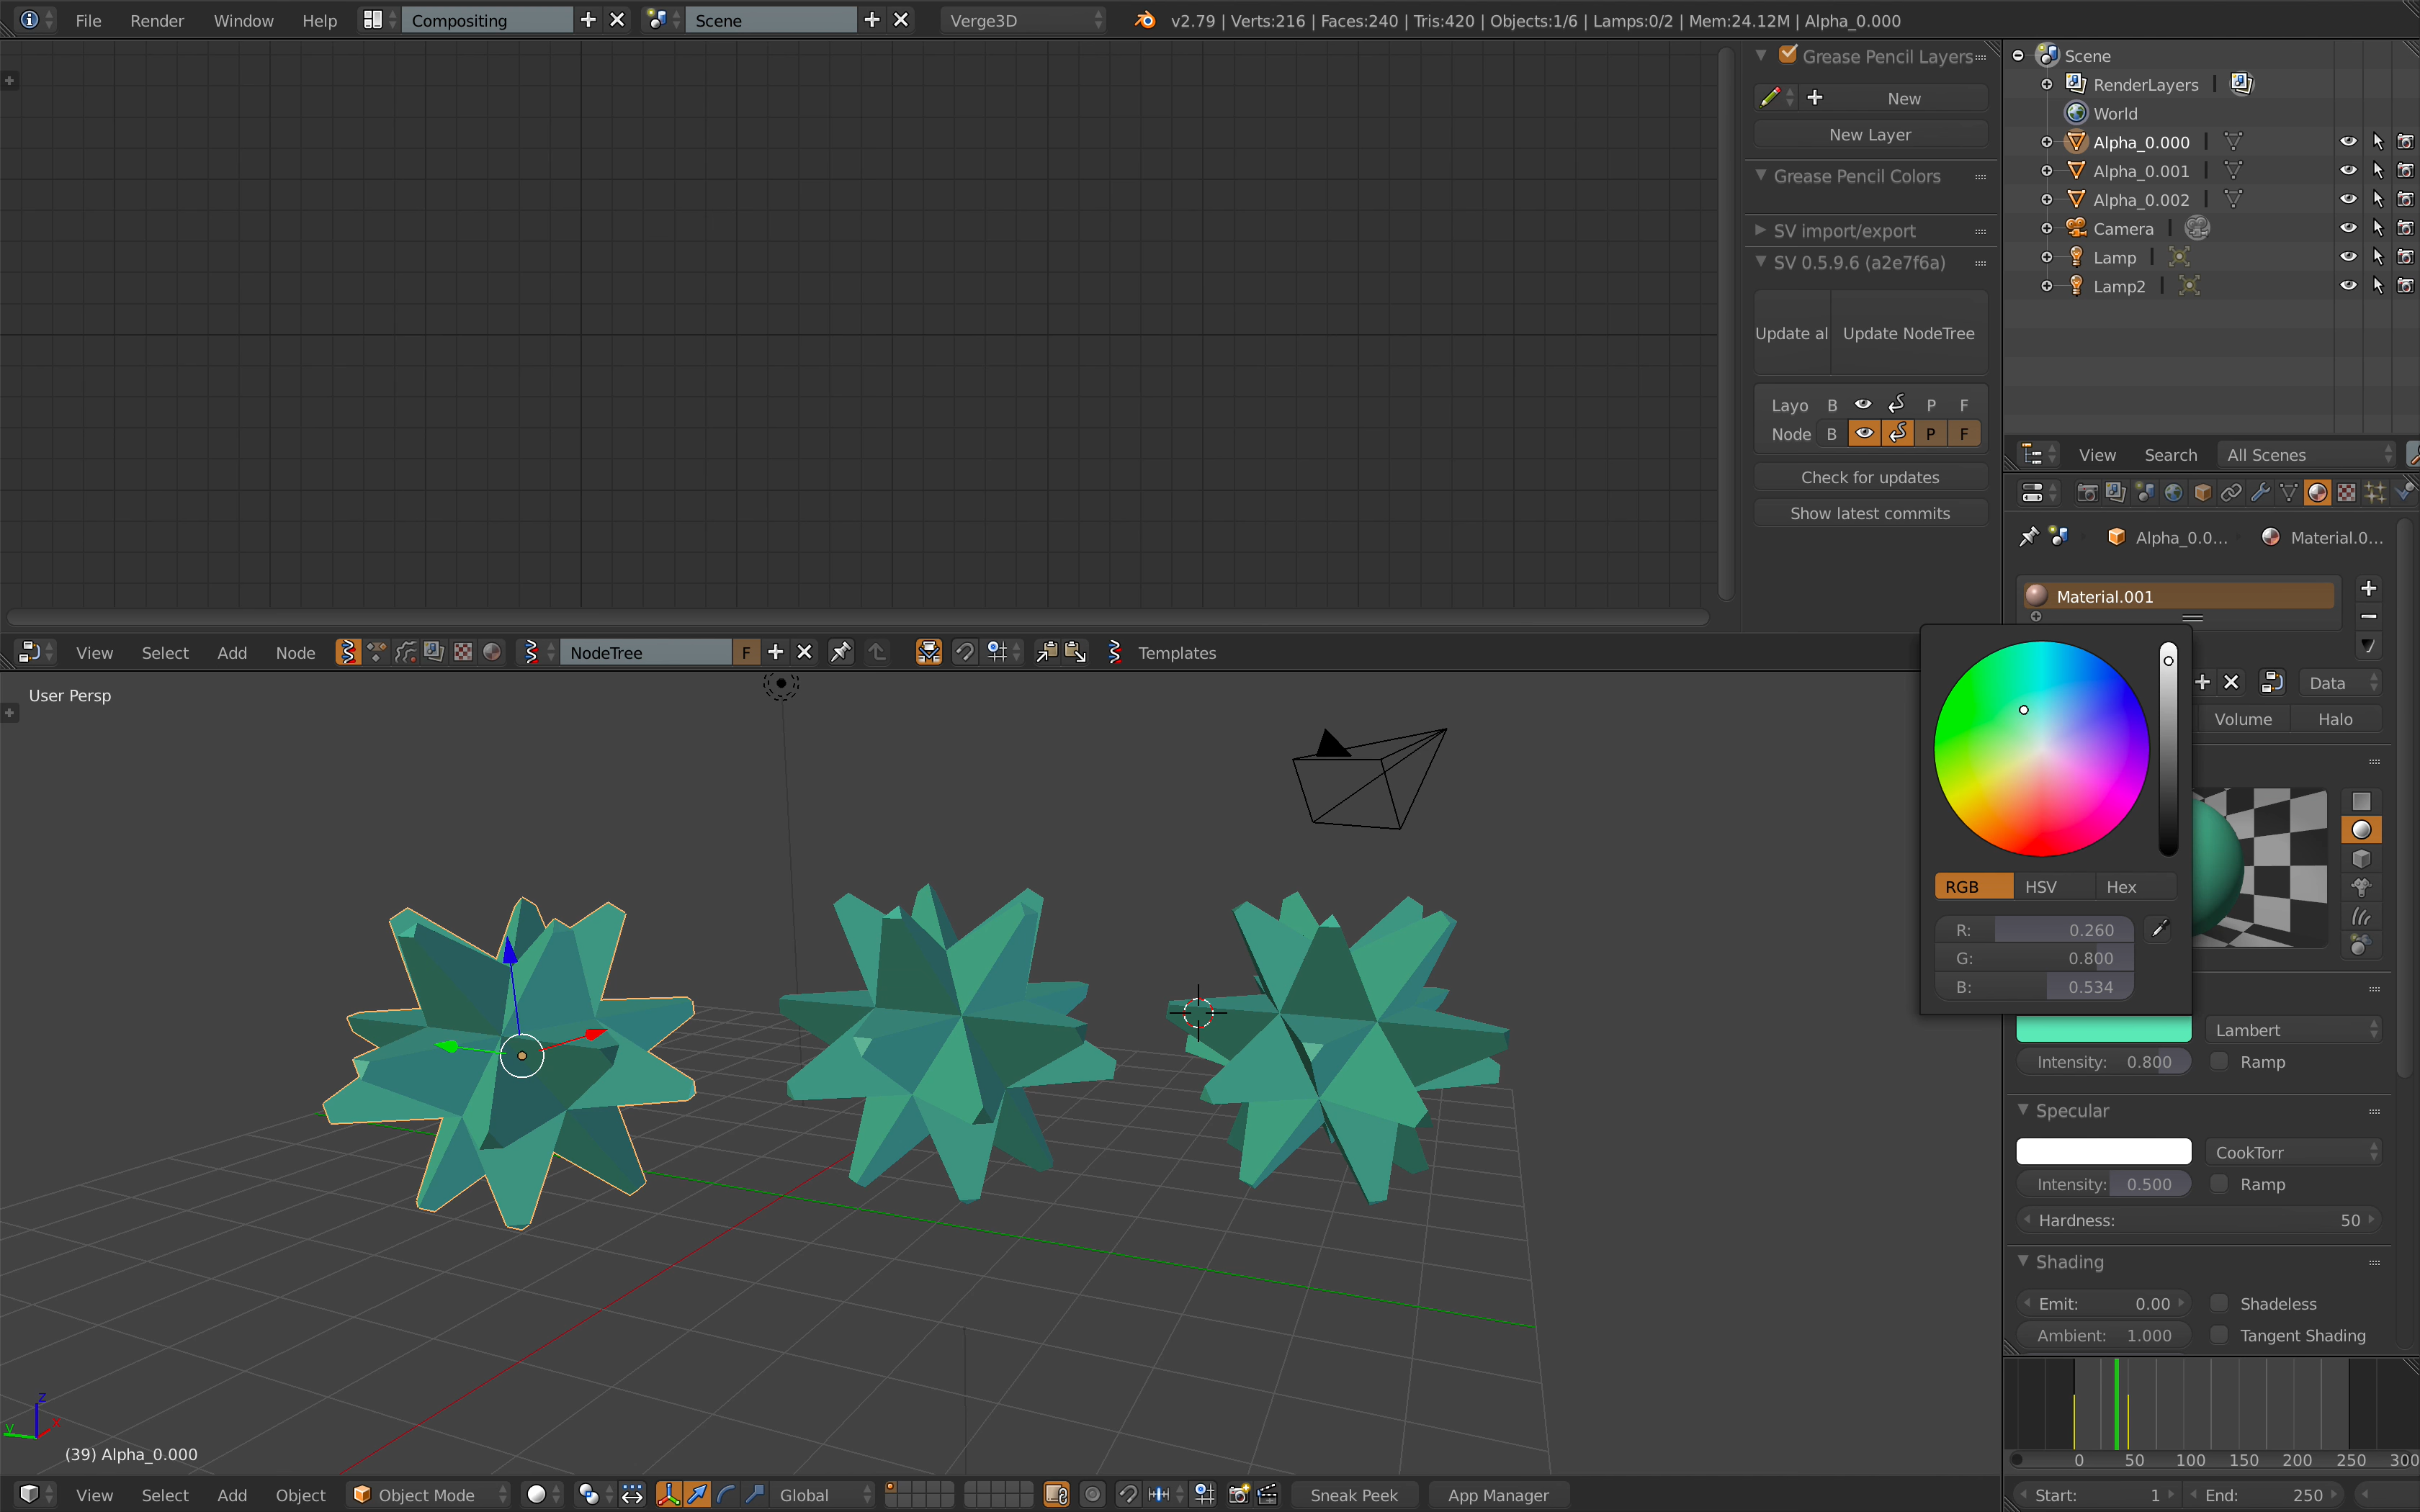 File Render Window Help Compositing Scene Verge3D v2.79 | Verts:216 | Faces:240 | Tris:420 | Objects:1/6 | Lamps:0/2 | Mem:24.12M | Alpha_0.000
Grease Pencil Layers
New
New Layer
Grease Pencil Colors
SV import/export
SV 0.5.9.6 (a2e7f6a)
Update al Update NodeTree
Layo B P F
Node B P F
Check for updates
Show latest commits
Scene
RenderLayers
World
Alpha_0.000
Alpha_0.001
Alpha_0.002
Camera
Lamp
Lamp2
View Search All Scenes
Alpha_0.0... Material.0...
Material.001
Data
Volume Halo
RGB HSV Hex
R: 0.260
G: 0.800
B: 0.534
Lambert
Intensity: 0.800 Ramp
Specular
CookTorr
Intensity: 0.500 Ramp
Hardness: 50
Shading
Emit: 0.00 Shadeless
Ambient: 1.000 Tangent Shading
0 50 100 150 200 250 300
Start: 1 End: 250
View Select Add Node NodeTree F Templates
User Persp
z
y x
(39) Alpha_0.000
View Select Add Object Object Mode Global Sneak Peek App Manager